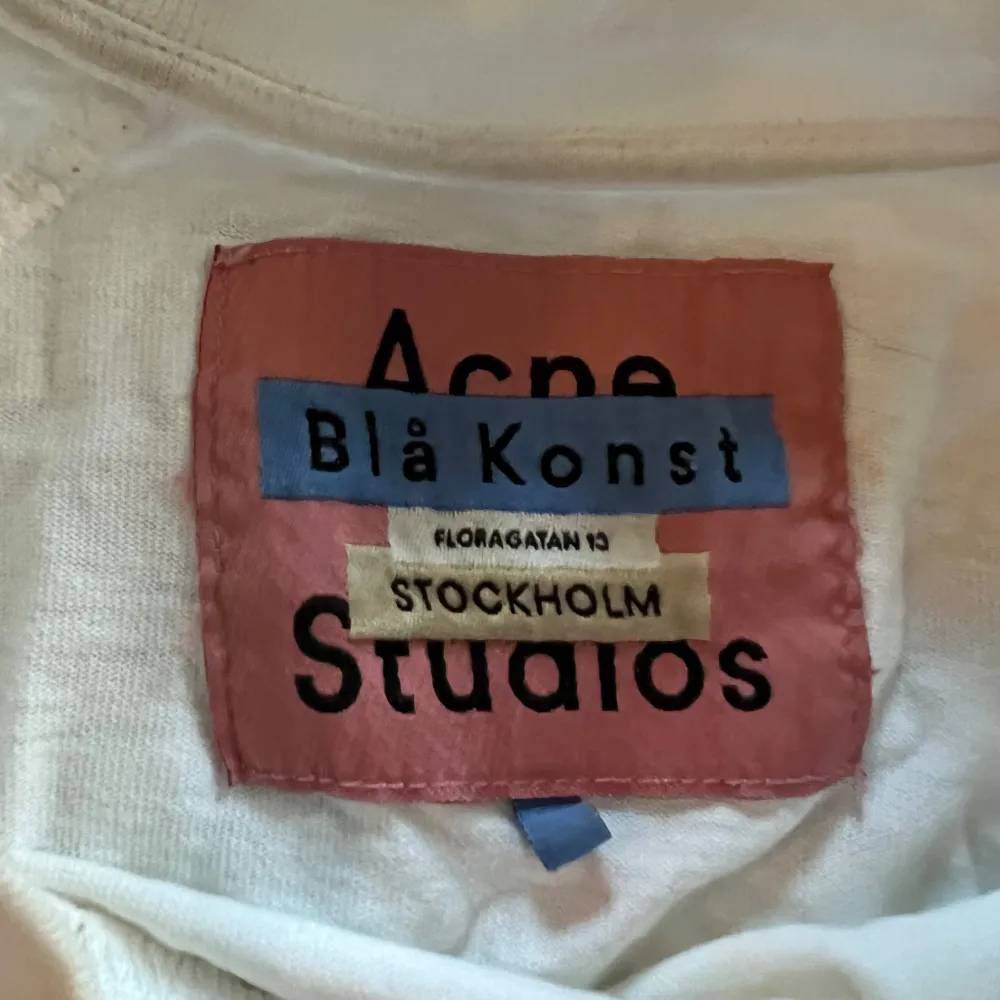 Acne
Blå Konst
FLORAGATAN 13
STOCKHOLM
Studios